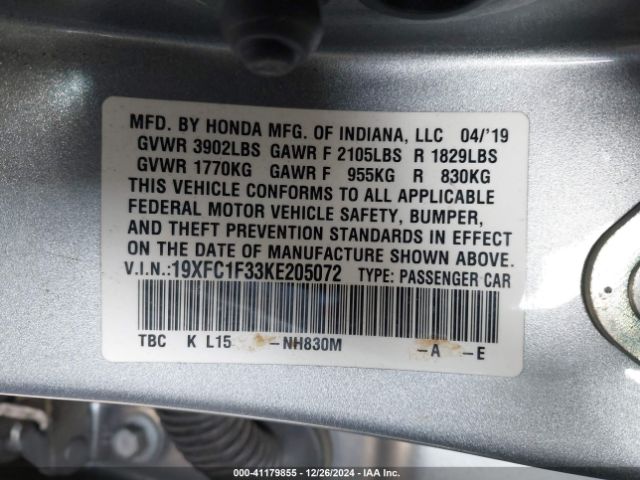 MFD. BY HONDA MFG. OF INDIANA, LLC 04/'19
GVWR 3902LBS GAWR F 2105LBS R 1829LBS
GVWR 1770KG GAWR F 955KG R 830KG
THIS VEHICLE CONFORMS TO ALL APPLICABLE
FEDERAL MOTOR VEHICLE SAFETY, BUMPER,
AND THEFT PREVENTION STANDARDS IN EFFECT
ON THE DATE OF MANUFACTURE SHOWN ABOVE.
V.I.N.:19XFC1F33KE205072 TYPE: PASSENGER CAR
TBC K L15 -NH830M -A -E
000-41179855 | 12/26/2024 | IAA Inc.